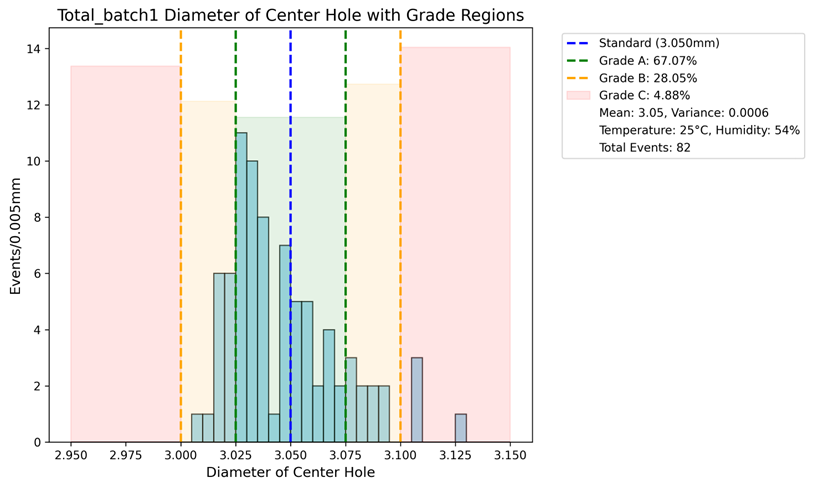 Total_batch1 Diameter of Center Hole with Grade Regions
14
12
10
8
6
4
2
0
Events/0.005mm
2.950 2.975 3.000 3.025 3.050 3.075 3.100 3.125 3.150
Diameter of Center Hole
Standard (3.050mm)
Grade A: 67.07%
Grade B: 28.05%
Grade C: 4.88%
Mean: 3.05, Variance: 0.0006
Temperature: 25°C, Humidity: 54%
Total Events: 82